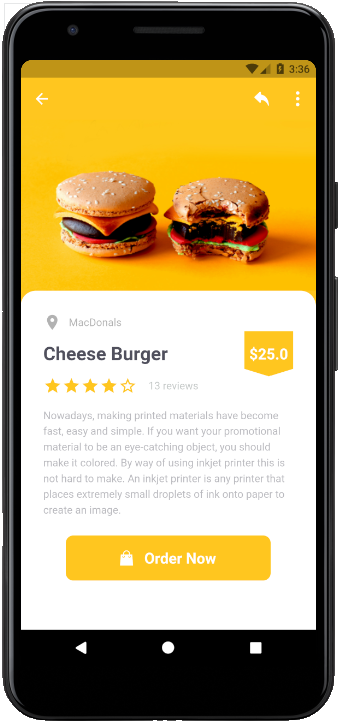 3:36
MacDonals
Cheese Burger
$25.0
13 reviews
Nowadays, making printed materials have become
fast, easy and simple. If you want your promotional
material to be an eye-catching object, you should
make it colored. By way of using inkjet printer this is
not hard to make. An inkjet printer is any printer that
places extremely small droplets of ink onto paper to
create an image.
Order Now